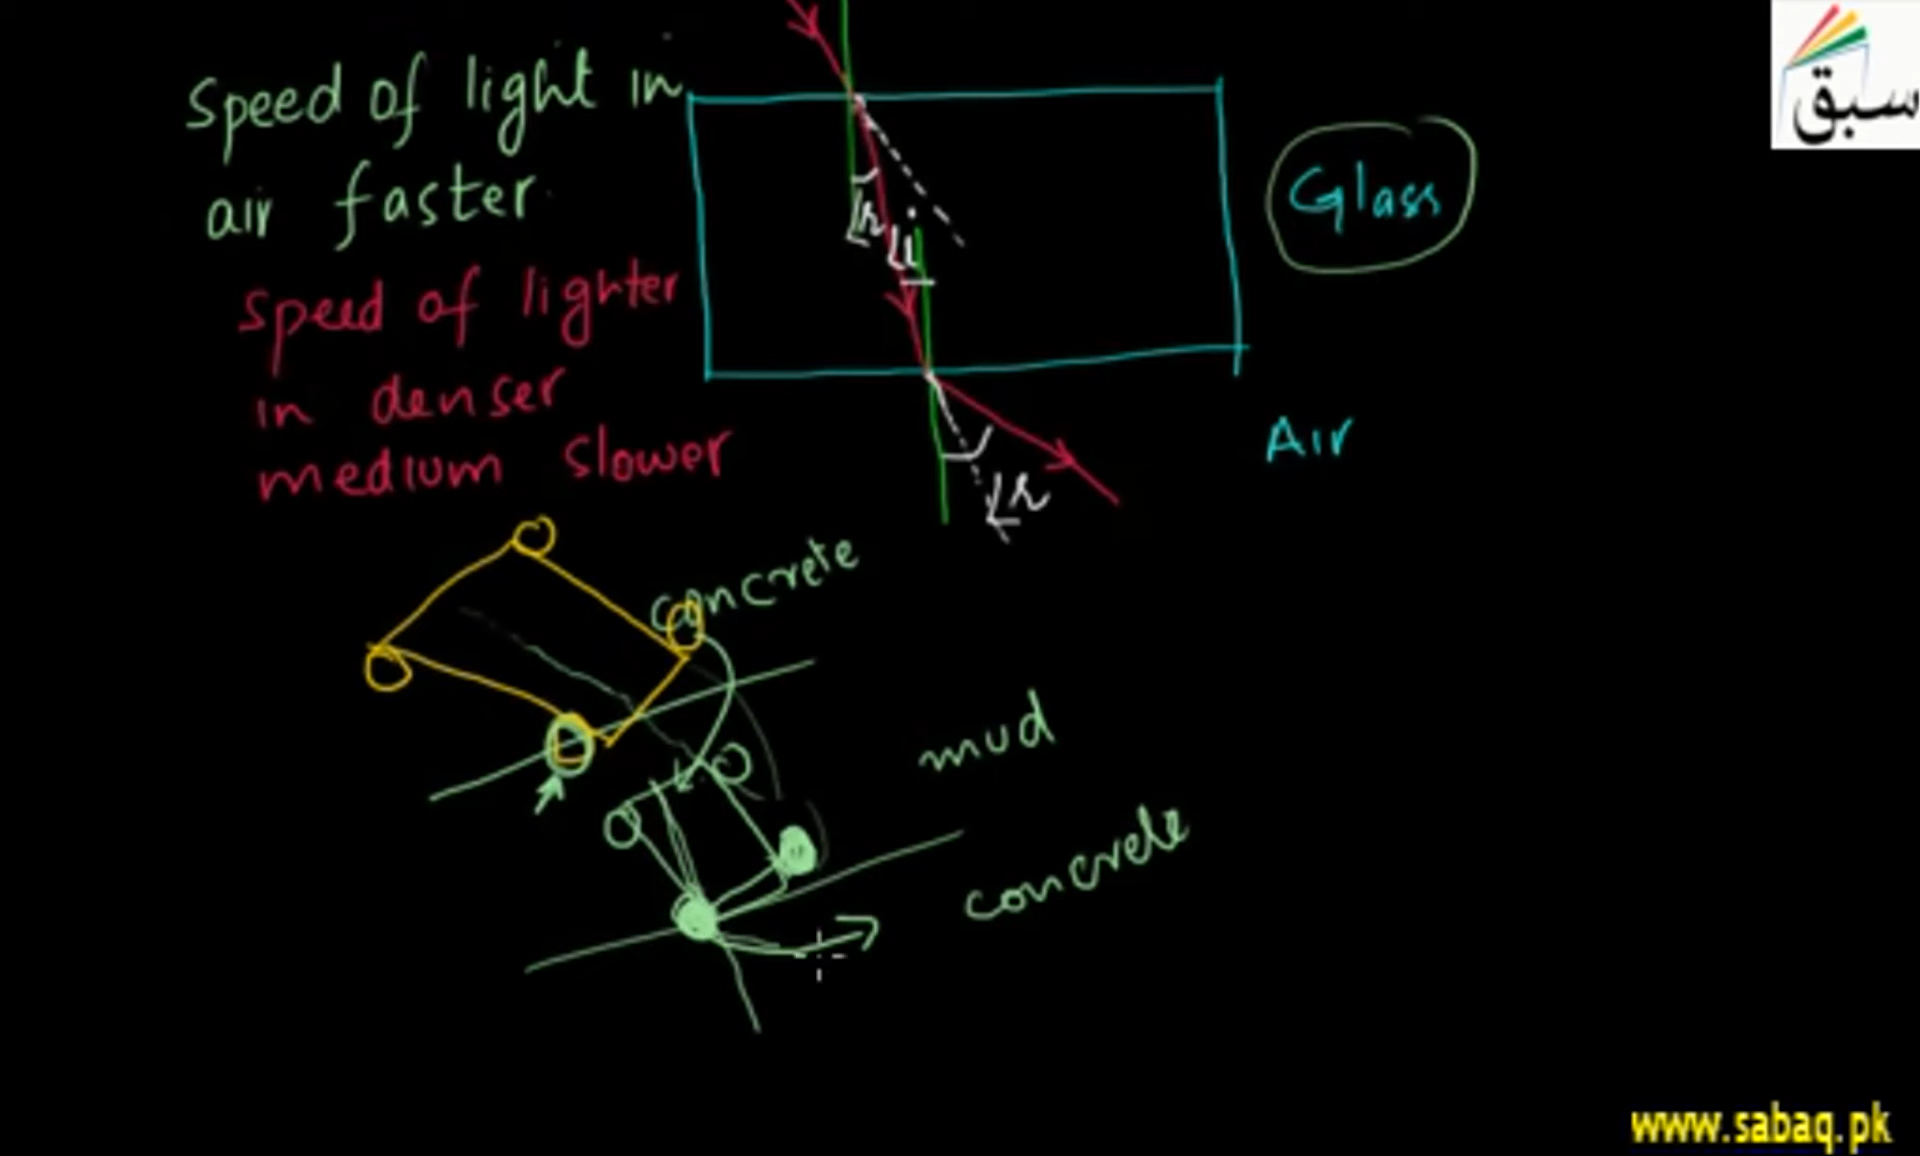 Speed of light in
air faster
Speed of lighter
in denser
medium slower
سبق
Glass
∠r
∠i
Air
∠r
concrete
mud
concrete
www.sabaq.pk